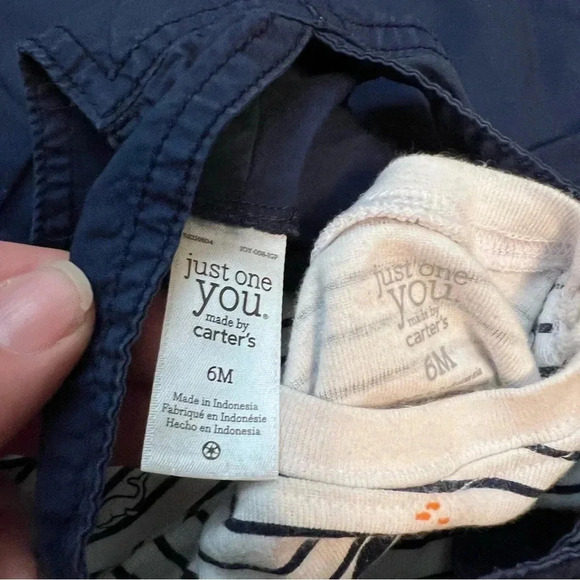 just one
you.
made by
carter's
6M
Made in Indonesia
Fabriqué en Indonésie
Hecho en Indonesia
just one
you
made by
carter's
6M